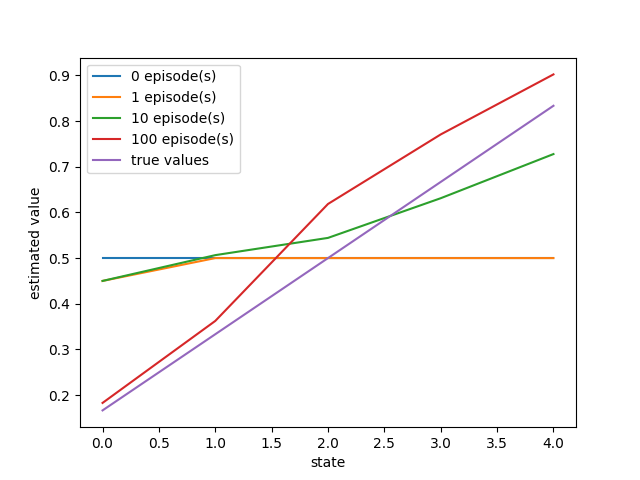 0 episode(s)
1 episode(s)
10 episode(s)
100 episode(s)
true values
estimated value
0.9
0.8
0.7
0.6
0.5
0.4
0.3
0.2
0.0 0.5 1.0 1.5 2.0 2.5 3.0 3.5 4.0
state